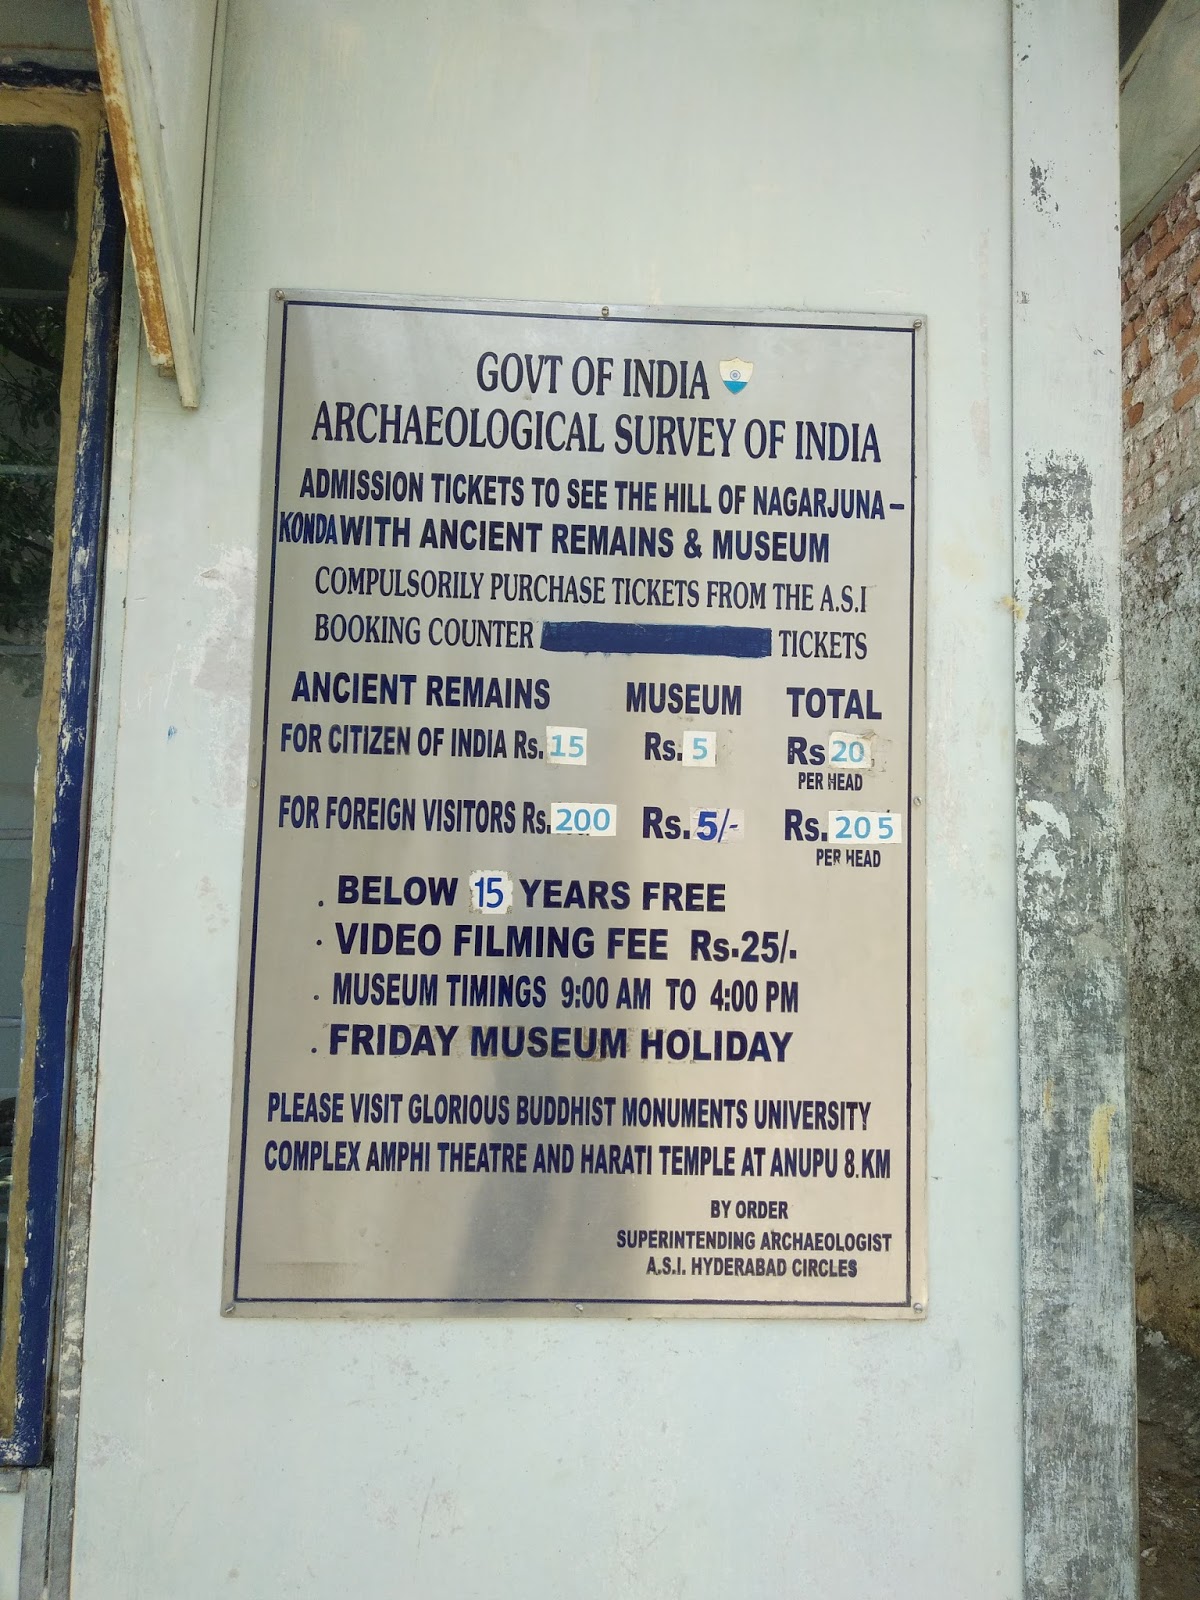 GOVT OF INDIA
ARCHAEOLOGICAL SURVEY OF INDIA
ADMISSION TICKETS TO SEE THE HILL OF NAGARJUNA-
KONDA WITH ANCIENT REMAINS & MUSEUM
COMPULSORILY PURCHASE TICKETS FROM THE A.S.I
BOOKING COUNTER TICKETS
ANCIENT REMAINS MUSEUM TOTAL
FOR CITIZEN OF INDIA Rs. 15 Rs. 5 Rs 20
PER HEAD
FOR FOREIGN VISITORS Rs. 200 Rs. 5/- Rs. 205
PER HEAD
. BELOW 15 YEARS FREE
. VIDEO FILMING FEE Rs.25/.
. MUSEUM TIMINGS 9:00 AM TO 4:00 PM
. FRIDAY MUSEUM HOLIDAY
PLEASE VISIT GLORIOUS BUDDHIST MONUMENTS UNIVERSITY
COMPLEX AMPHI THEATRE AND HARATI TEMPLE AT ANUPU 8.KM
BY ORDER
SUPERINTENDING ARCHAEOLOGIST
A.S.I. HYDERABAD CIRCLES